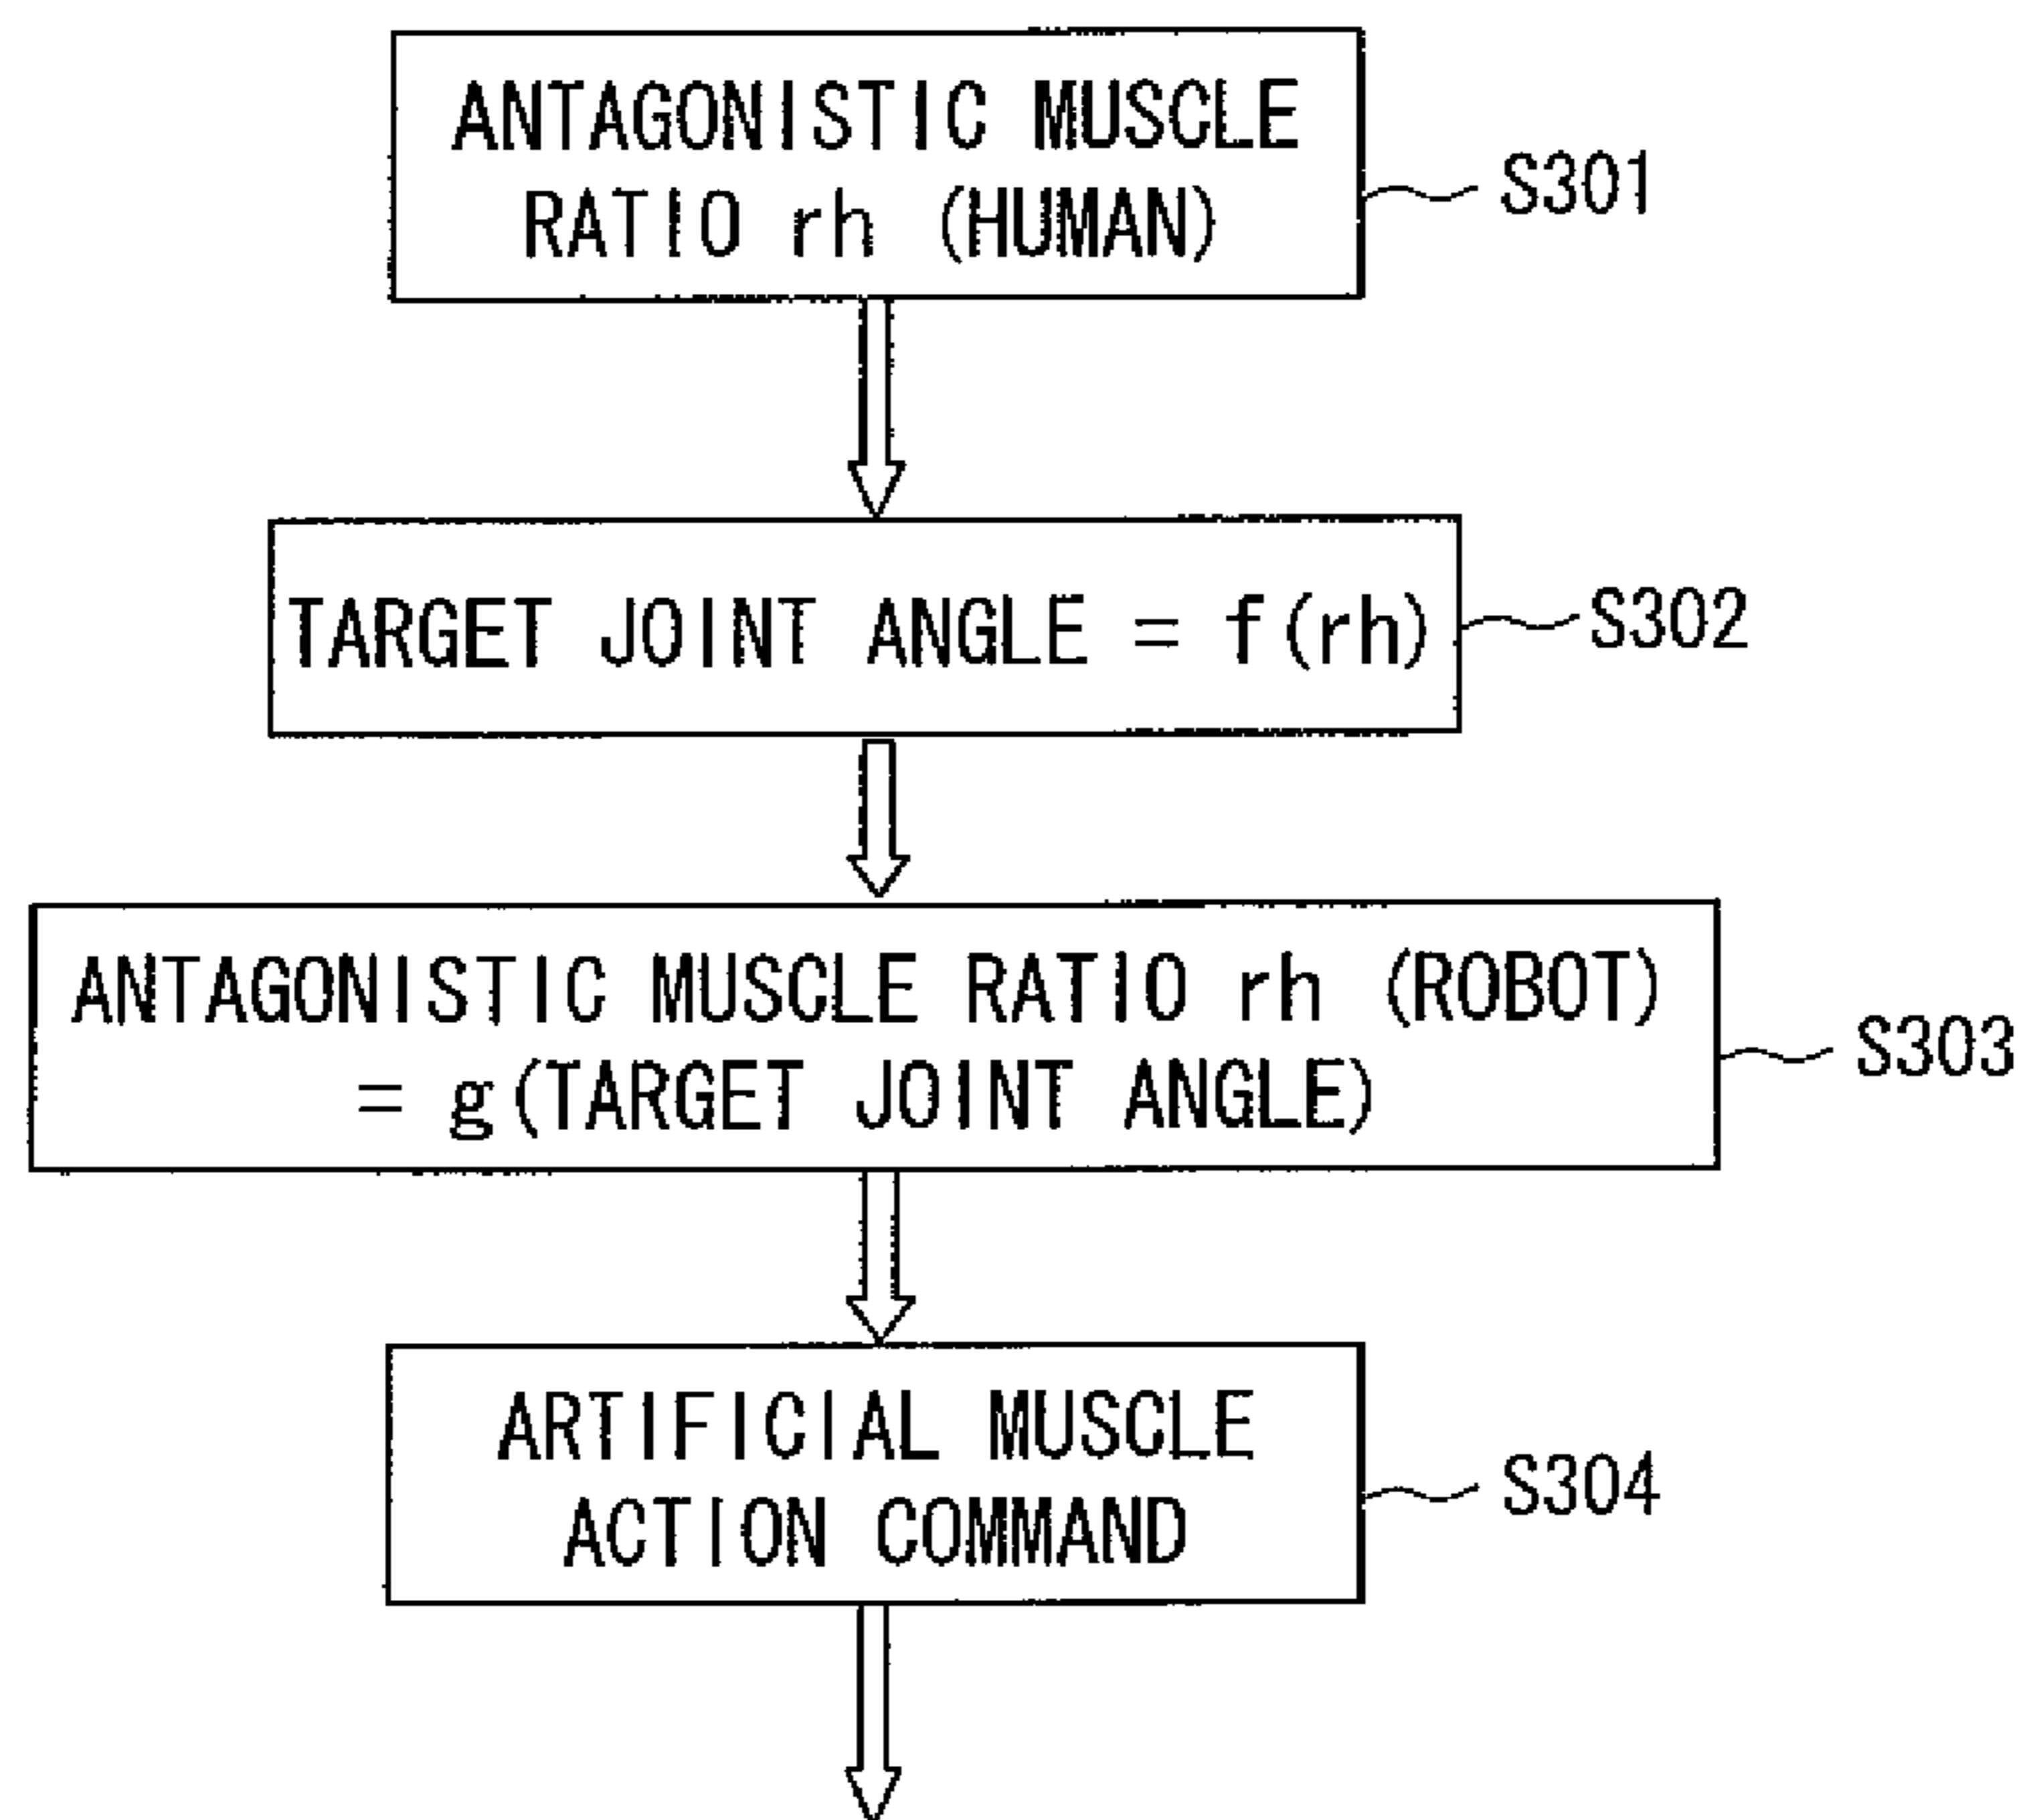 ANTAGONISTIC MUSCLE
RATIO rh (HUMAN)
S301
TARGET JOINT ANGLE = f(rh)
S302
ANTAGONISTIC MUSCLE RATIO rh (ROBOT)
= g(TARGET JOINT ANGLE)
S303
ARTIFICIAL MUSCLE
ACTION COMMAND
S304